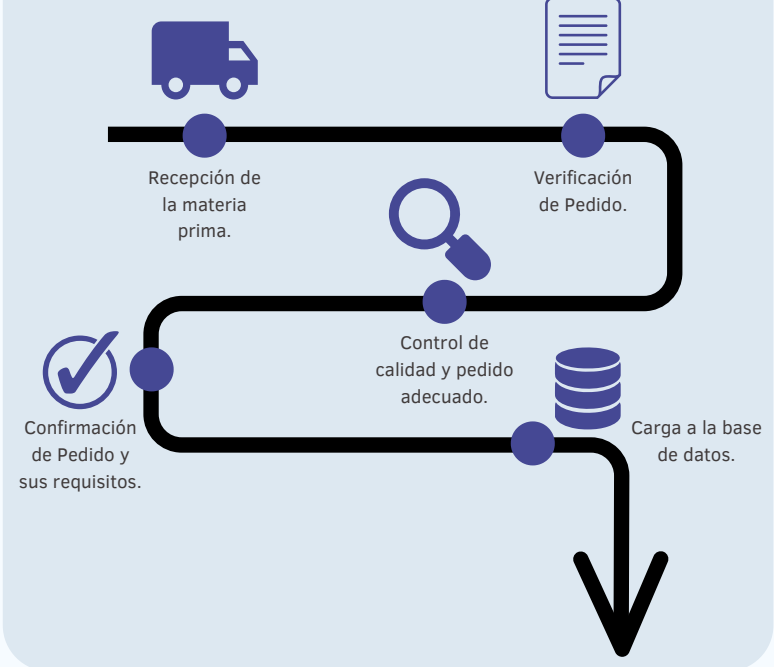 Recepción de
la materia
prima.
Verificación
de Pedido.
Control de
calidad y pedido
adecuado.
Confirmación
de Pedido y
sus requisitos.
Carga a la base
de datos.